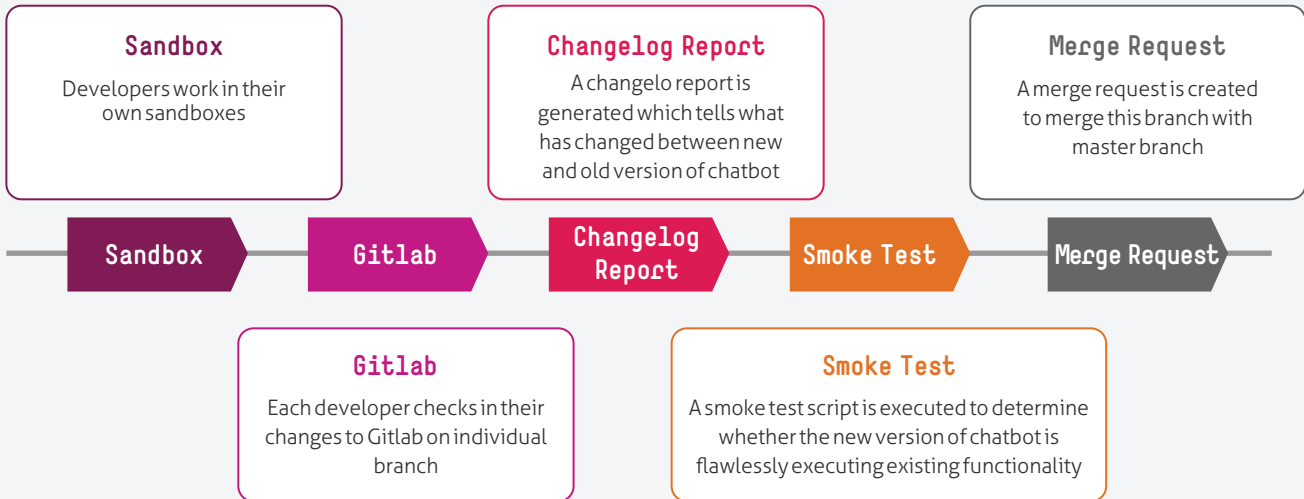 Sandbox
Developers work in their
own sandboxes
Changelog Report
A changelo report is
generated which tells what
has changed between new
and old version of chatbot
Merge Request
A merge request is created
to merge this branch with
master branch
Sandbox
Gitlab
Changelog
Report
Smoke Test
Merge Request
Gitlab
Each developer checks in their
changes to Gitlab on individual
branch
Smoke Test
A smoke test script is executed to determine
whether the new version of chatbot is
flawlessly executing existing functionality